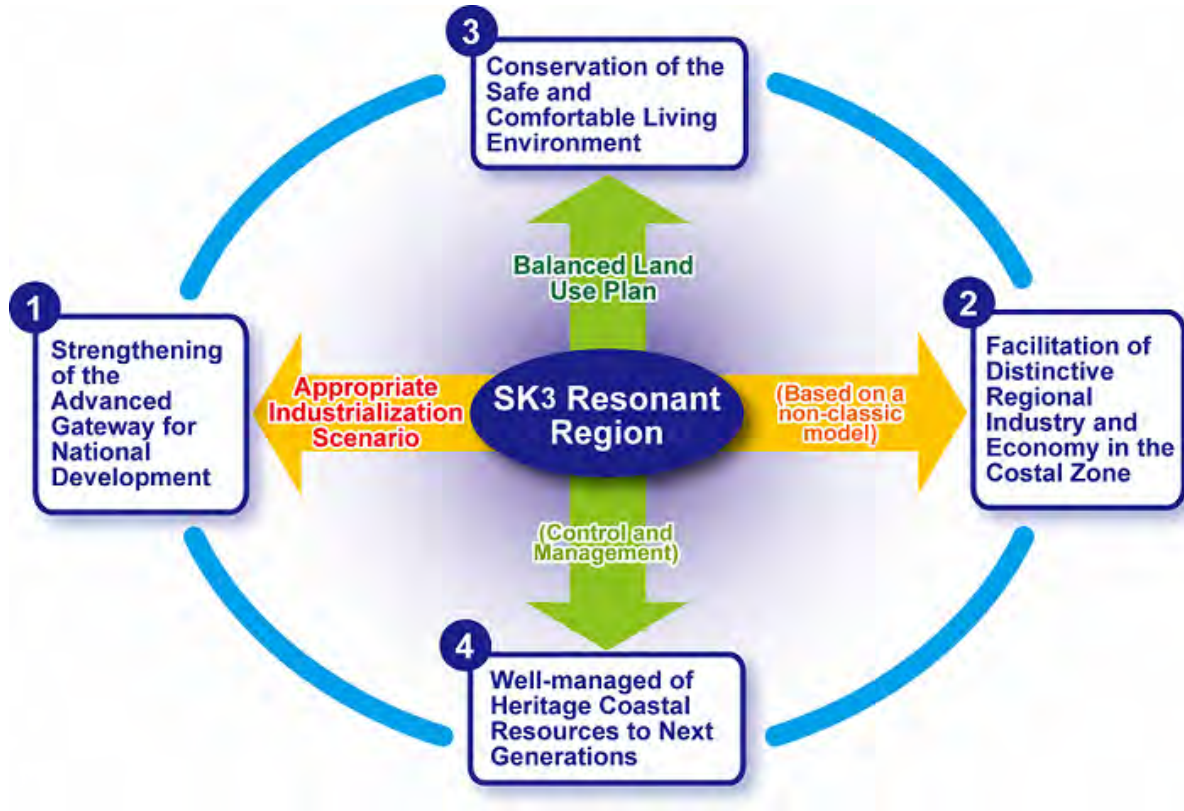 3
Conservation of the
Safe and
Comfortable Living
Environment
Balanced Land
Use Plan
1
Strengthening
of the
Advanced
Gateway for
National
Development
Appropriate
Industrialization
Scenario
SK3 Resonant
Region
(Based on a
non-classic
model)
2
Facilitation of
Distinctive
Regional
Industry and
Economy in the
Costal Zone
(Control and
Management)
4
Well-managed of
Heritage Coastal
Resources to Next
Generations